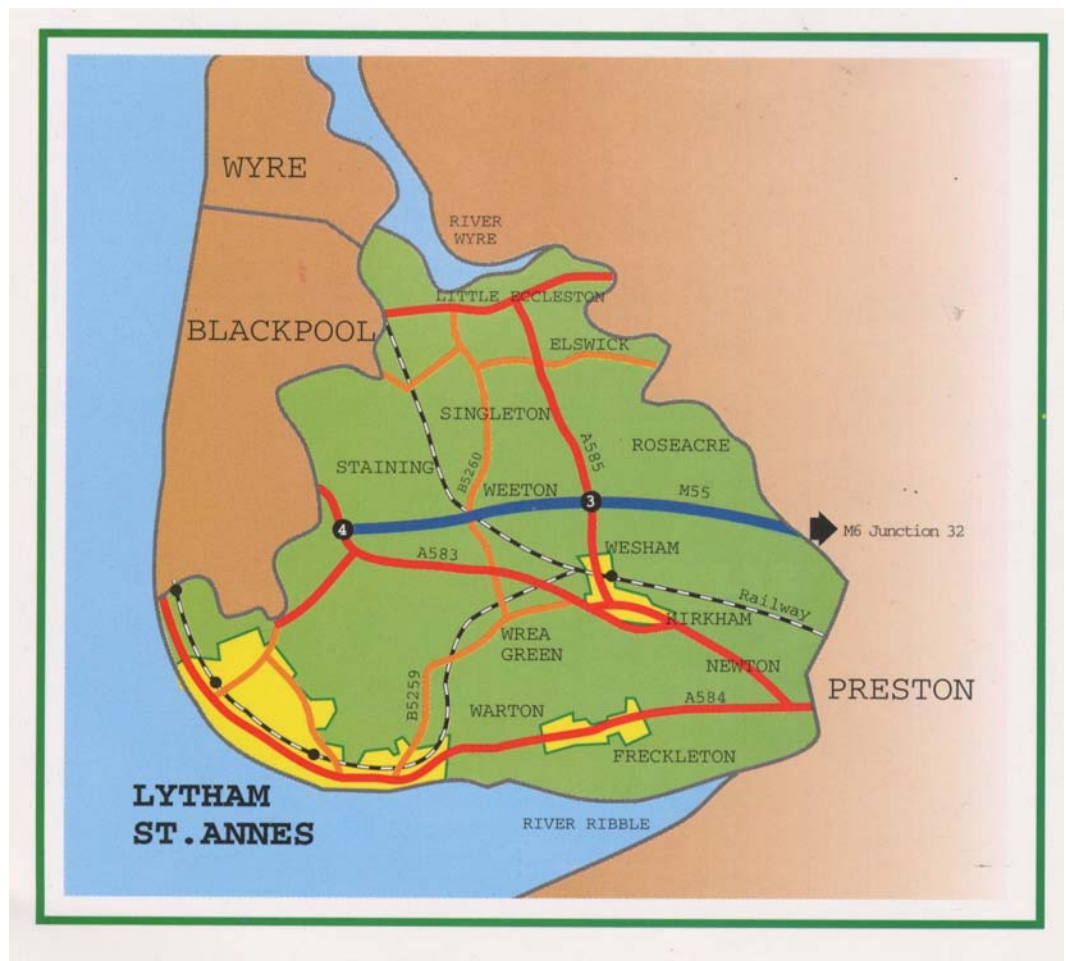 WYRE
RIVER
WYRE
LITTLE ECCLESTON
BLACKPOOL
ELSWICK
SINGLETON
A585
ROSEACRE
STAINING
B5260
WEETON
M55
3
4
M6 Junction 32
A583
WESHAM
Railway
KIRKHAM
WREA
GREEN
NEWTON
B5259
A584
PRESTON
WARTON
FRECKLETON
LYTHAM
ST.ANNES
RIVER RIBBLE